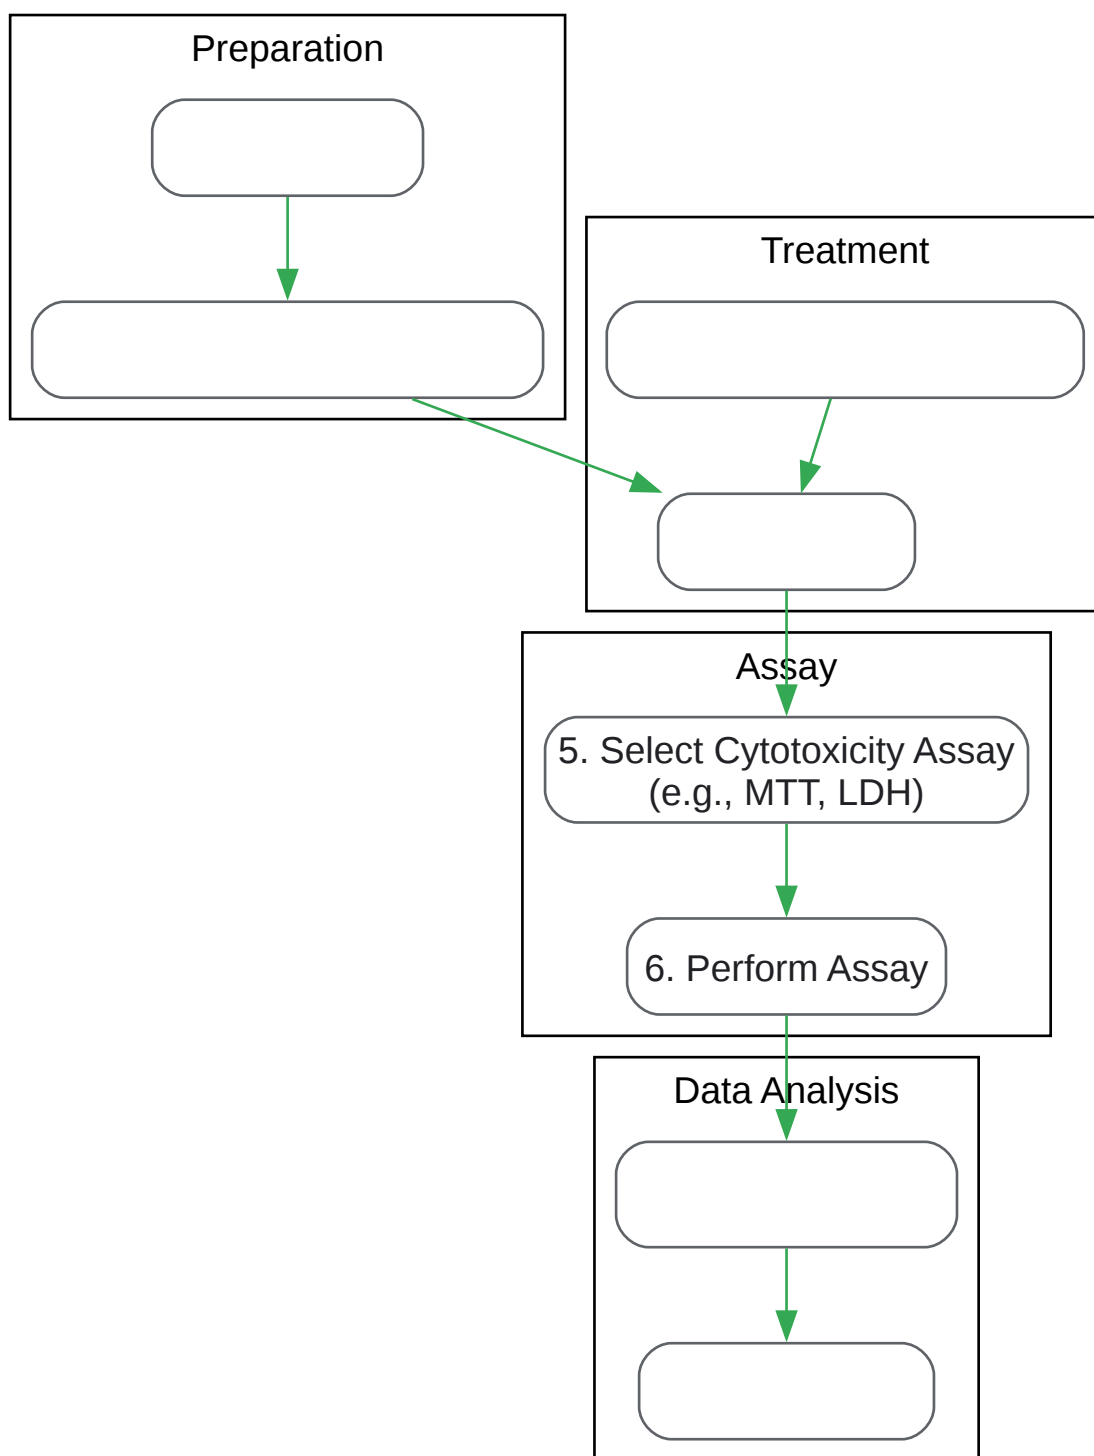 Preparation
Treatment
Assay
5. Select Cytotoxicity Assay
(e.g., MTT, LDH)
6. Perform Assay
Data Analysis